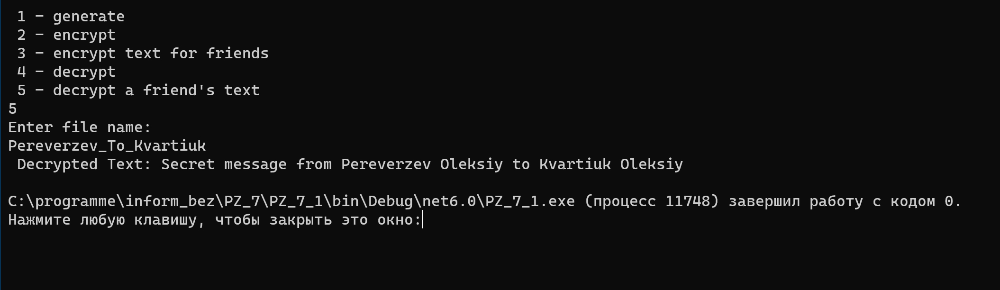 1 - generate
2 - encrypt
3 - encrypt text for friends
4 - decrypt
5 - decrypt a friend's text
5
Enter file name:
Pereverzev_To_Kvartiuk
Decrypted Text: Secret message from Pereverzev Oleksiy to Kvartiuk Oleksiy
C:\programme\inform_bez\PZ_7\PZ_7_1\bin\Debug\net6.0\PZ_7_1.exe (процесс 11748) завершил работу с кодом 0.
Нажмите любую клавишу, чтобы закрыть это окно: